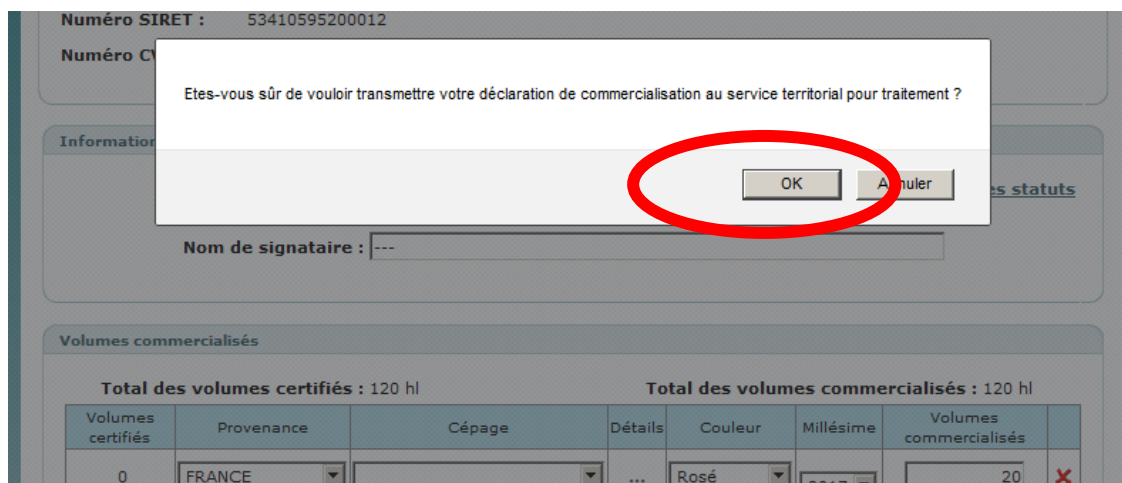 Numéro SIRET : 53410595200012
Numéro
Etes-vous sûr de vouloir transmettre votre déclaration de commercialisation au service territorial pour traitement ?
Information
OK Annuler
statuts
Nom de signataire : ---
Volumes commercialisés
Total des volumes certifiés : 120 hl Total des volumes commercialisés : 120 hl
Volumes certifiés Provenance Cépage Détails Couleur Millésime Volumes commercialisés
0 FRANCE ... Rosé 2017 20